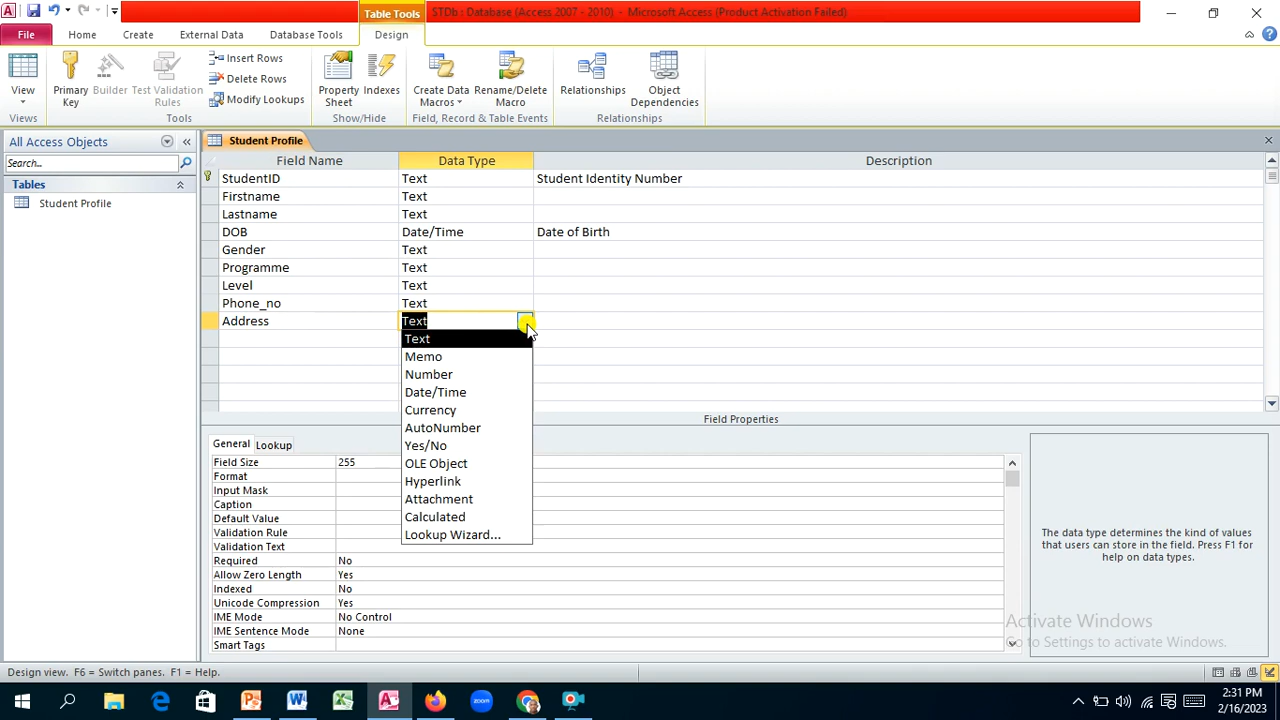 Table Tools
STDb : Database (Access 2007 - 2010) - Microsoft Access (Product Activation Failed)
File Home Create External Data Database Tools Design
View
Primary Key
Builder
Test Validation Rules
Insert Rows
Delete Rows
Modify Lookups
Property Sheet
Indexes
Create Data Macros
Rename/Delete Macro
Relationships
Object Dependencies
Views Tools Show/Hide Field, Record & Table Events Relationships
All Access Objects
Search...
Tables
Student Profile
Student Profile
Field Name Data Type Description
StudentID Text Student Identity Number
Firstname Text
Lastname Text
DOB Date/Time Date of Birth
Gender Text
Programme Text
Level Text
Phone_no Text
Address Text
Text
Memo
Number
Date/Time
Currency
AutoNumber
Yes/No
OLE Object
Hyperlink
Attachment
Calculated
Lookup Wizard...
Field Properties
General Lookup
Field Size 255
Format
Input Mask
Caption
Default Value
Validation Rule
Validation Text
Required No
Allow Zero Length Yes
Indexed No
Unicode Compression Yes
IME Mode No Control
IME Sentence Mode None
Smart Tags
The data type determines the kind of values
that users can store in the field. Press F1 for
help on data types.
Activate Windows
Go to Settings to activate Windows.
Design view. F6 = Switch panes. F1 = Help.
2:31 PM
2/16/2023